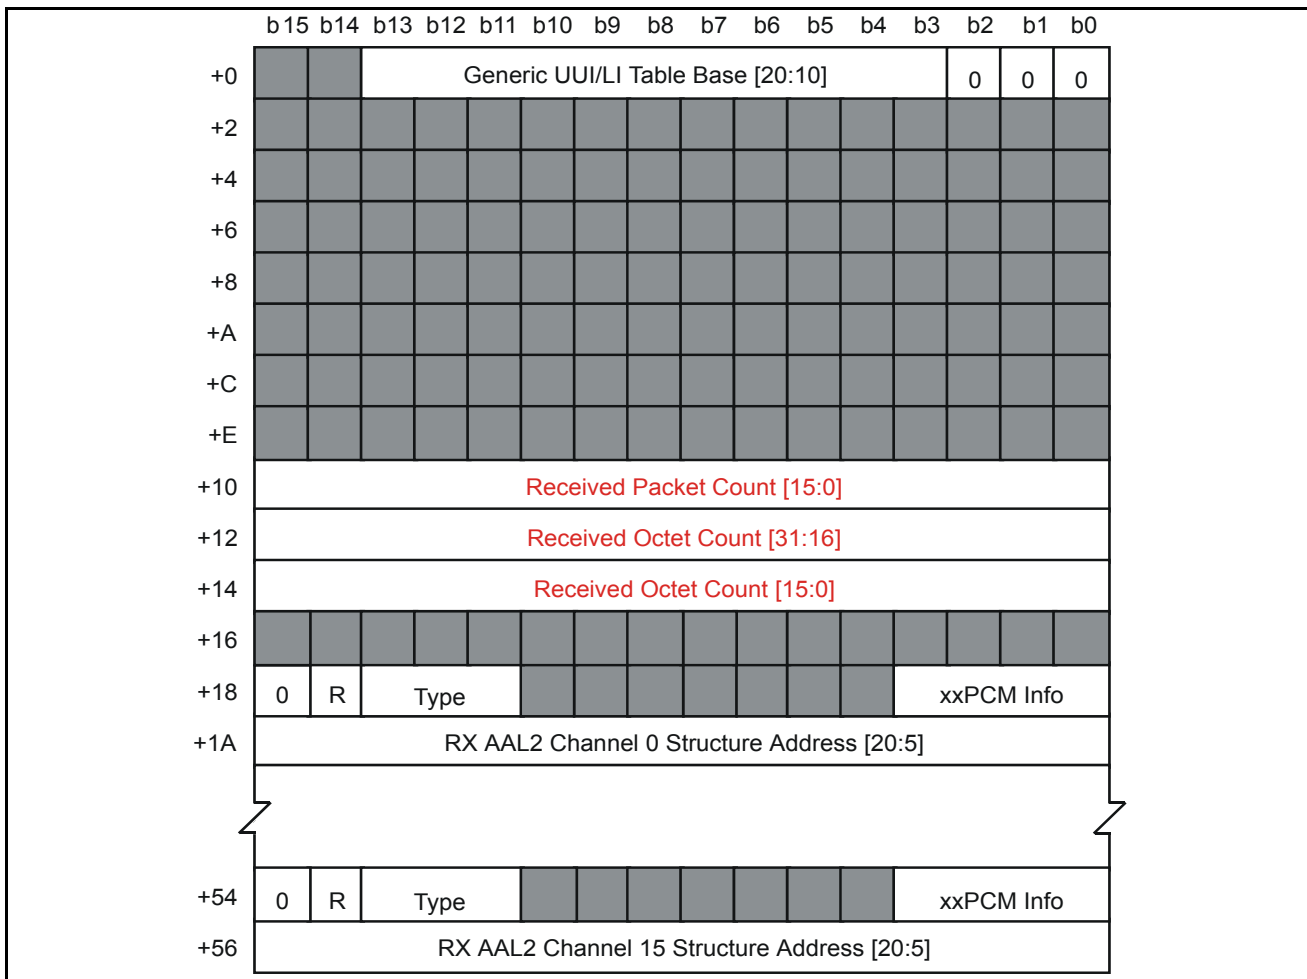 b15 b14 b13 b12 b11 b10 b9 b8 b7 b6 b5 b4 b3 b2 b1 b0
+0 Generic UUI/LI Table Base [20:10] 0 0 0
+2
+4
+6
+8
+A
+C
+E
+10 Received Packet Count [15:0]
+12 Received Octet Count [31:16]
+14 Received Octet Count [15:0]
+16
+18 0 R Type xxPCM Info
+1A RX AAL2 Channel 0 Structure Address [20:5]
+54 0 R Type xxPCM Info
+56 RX AAL2 Channel 15 Structure Address [20:5]